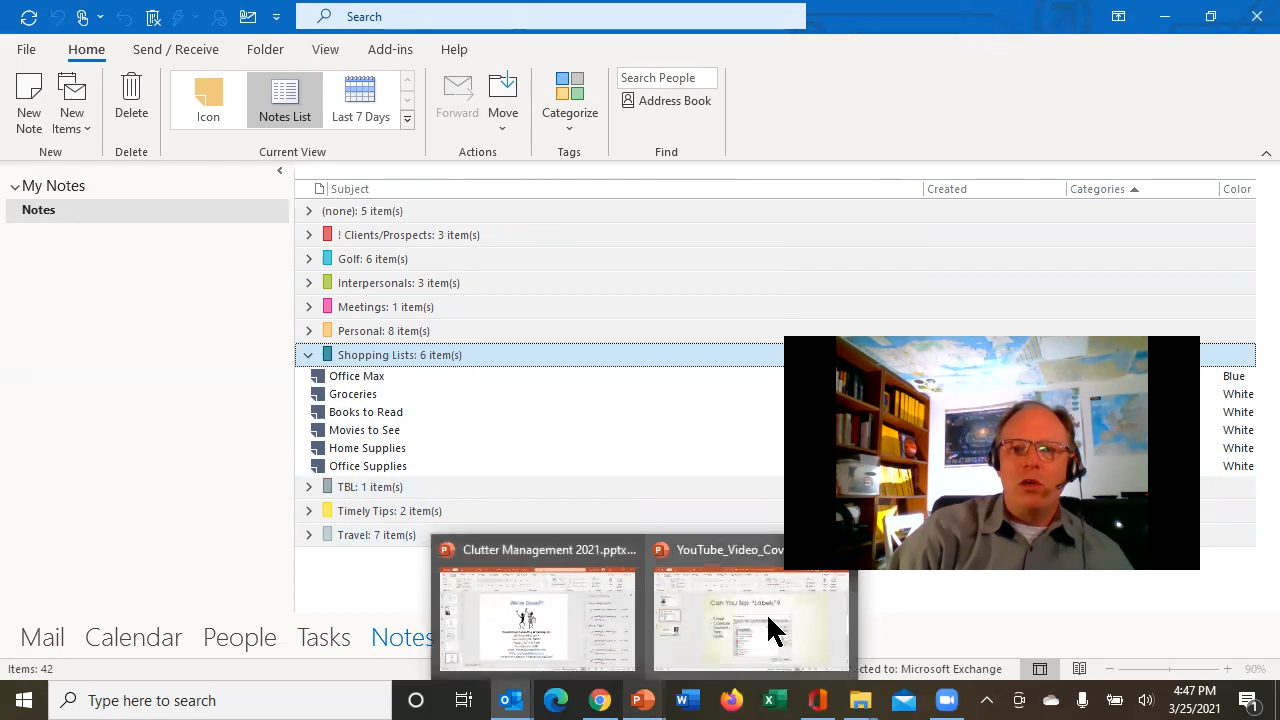 Search
File Home Send / Receive Folder View Add-ins Help
New Note
New Items
Delete
Icon
Notes List
Last 7 Days
Forward
Move
Categorize
Search People
Address Book
New Delete Current View Actions Tags Find
My Notes
Notes
Subject Created Categories Color
(none): 5 item(s)
! Clients/Prospects: 3 item(s)
Golf: 6 item(s)
Interpersonals: 3 item(s)
Meetings: 1 item(s)
Personal: 8 item(s)
Shopping Lists: 6 item(s)
Office Max Blue
Groceries White
Books to Read White
Movies to See White
Home Supplies White
Office Supplies White
TBL: 1 item(s)
Timely Tips: 2 item(s)
Travel: 7 item(s)
Clutter Management 2021.pptx... YouTube_Video_Cov
Can You Say "Labels"?
Mail Calendar People Tasks Notes
Items: 42
ected to: Microsoft Exchange
90%
Type here to search
4:47 PM
3/25/2021
1